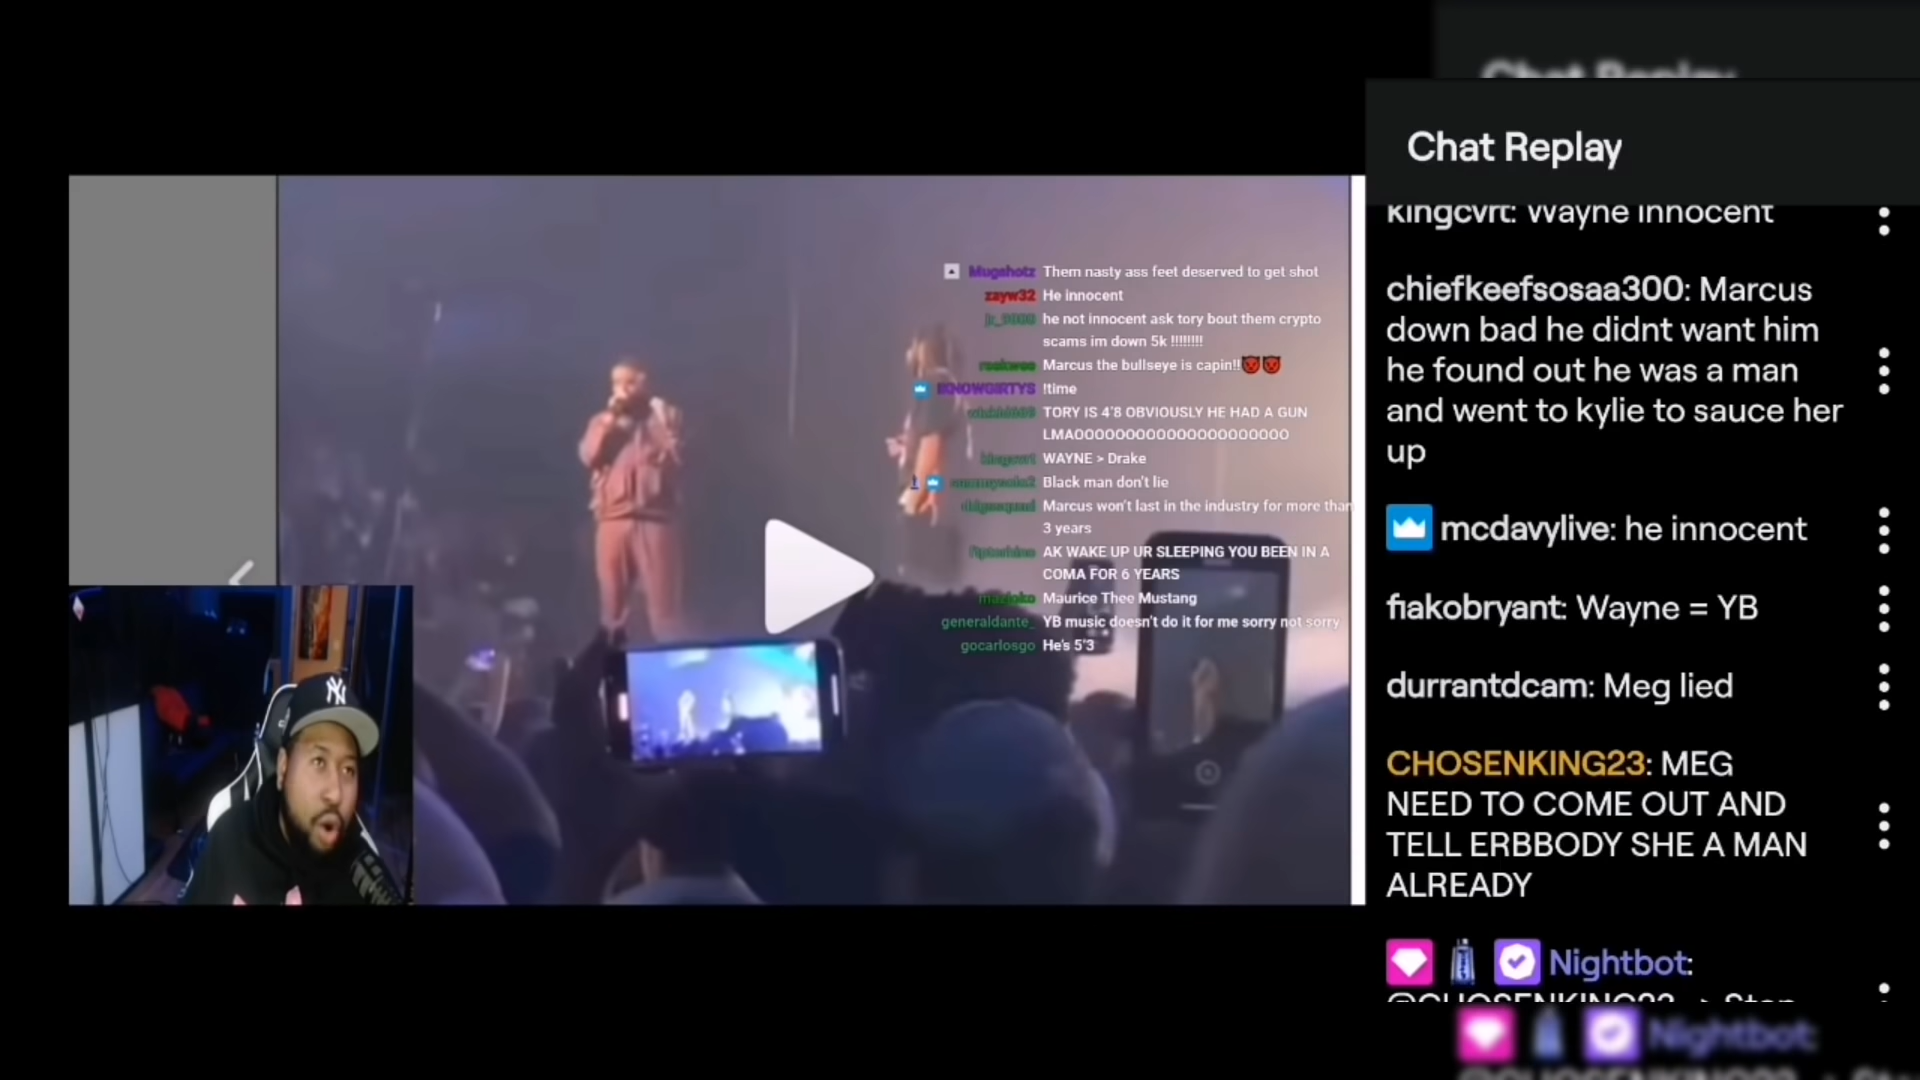 Chat Replay
Mugshotz Them nasty ass feet deserved to get shot
zayw32 He innocent
he not innocent ask tory bout them crypto
scams im down 5k !!!!!!!!
Marcus the bullseye is capin!!
!time
TORY IS 4'8 OBVIOUSLY HE HAD A GUN
WAYNE > Drake
Black man don't lie
Marcus won't last in the industry for more than
3 years
AK WAKE UP UR SLEEPING YOU BEEN IN A
COMA FOR 6 YEARS
Maurice Thee Mustang
generaldante_ YB music doesn't do it for me sorry not sorry
gocarlosgo He's 5'3
NY
Chat Replay
kingcvrt: Wayne innocent
chiefkeefsosaa300: Marcus
down bad he didnt want him
he found out he was a man
and went to kylie to sauce her
up
mcdavylive: he innocent
fiakobryant: Wayne = YB
durrantdcam: Meg lied
CHOSENKING23: MEG
NEED TO COME OUT AND
TELL ERBBODY SHE A MAN
ALREADY
Nightbot:
@CHOSENKING23 -> Stop
Nightbot: